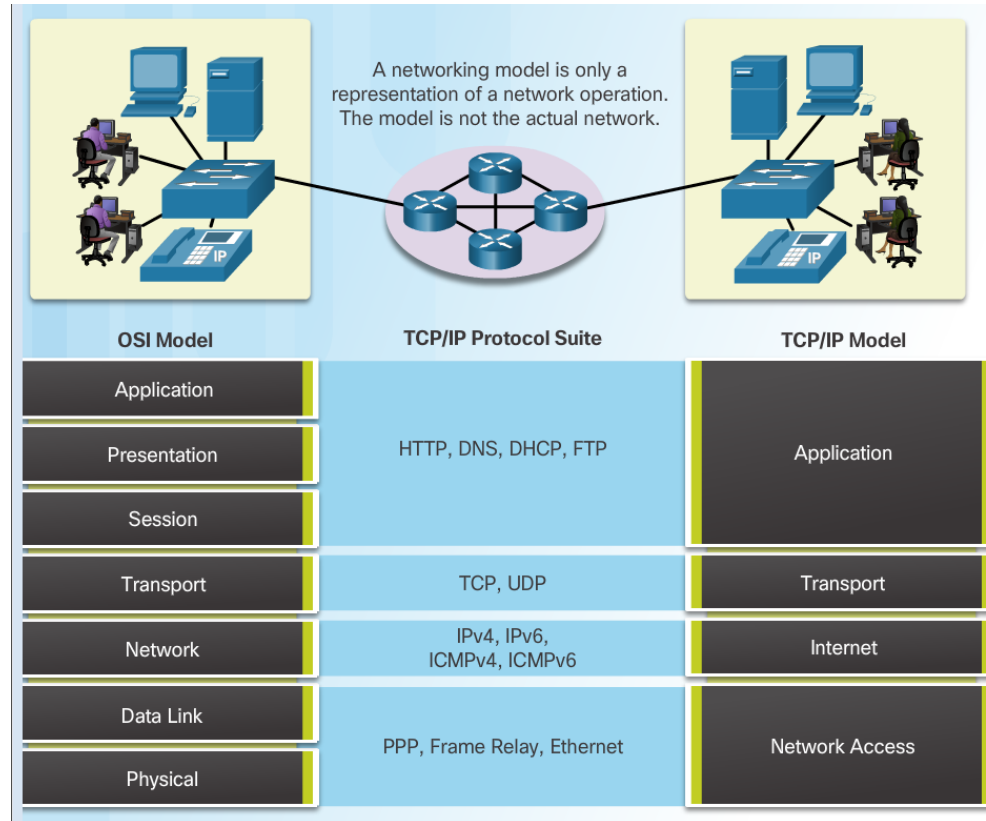 A networking model is only a
representation of a network operation.
The model is not the actual network.
IP
IP
OSI Model
TCP/IP Protocol Suite
TCP/IP Model
Application
Presentation
Session
Transport
Network
Data Link
Physical
HTTP, DNS, DHCP, FTP
TCP, UDP
IPv4, IPv6,
ICMPv4, ICMPv6
PPP, Frame Relay, Ethernet
Application
Transport
Internet
Network Access